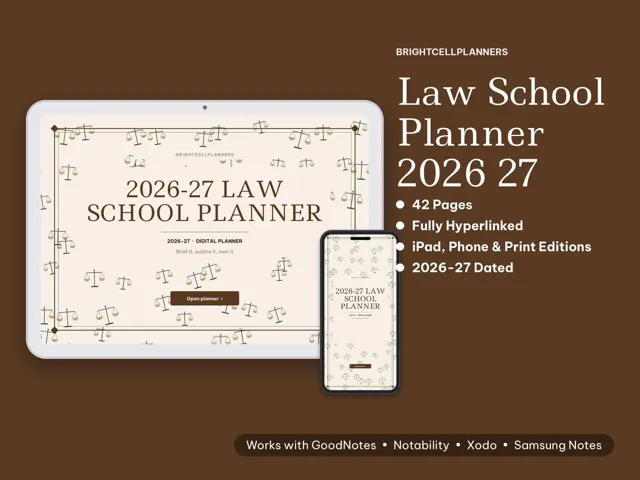 BRIGHTCELLPLANNERS
Law School
Planner
2026 27
42 Pages
Fully Hyperlinked
iPad, Phone & Print Editions
2026-27 Dated
BRIGHTCELLPLANNERS
2026-27 LAW
SCHOOL PLANNER
2026-27 · DIGITAL PLANNER
Brief it, outline it, own it
Open planner ›
2026-27 LAW
SCHOOL
PLANNER
Works with GoodNotes • Notability • Xodo • Samsung Notes